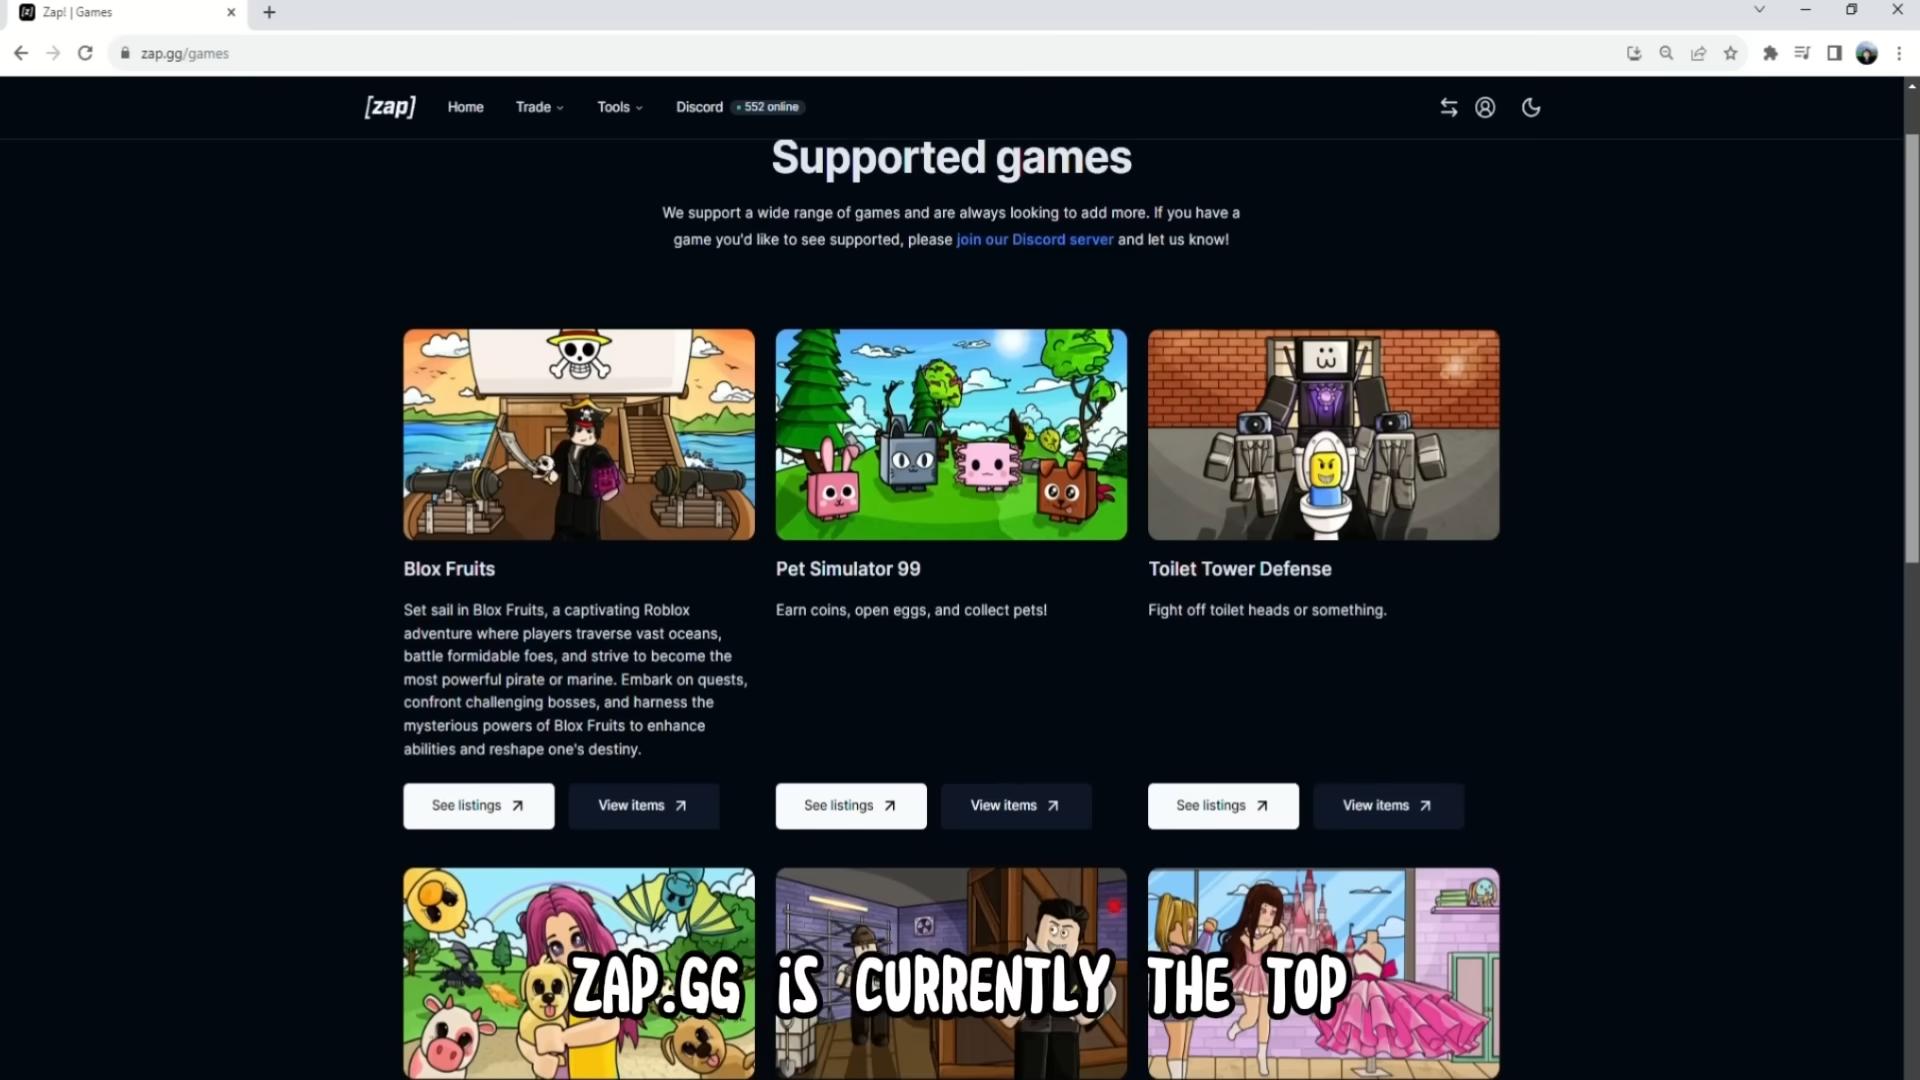 Zap! | Games
zap.gg/games
[zap]
Home
Trade
Tools
Discord
552 online
Supported games
We support a wide range of games and are always looking to add more. If you have a
game you'd like to see supported, please join our Discord server and let us know!
Blox Fruits
Set sail in Blox Fruits, a captivating Roblox
adventure where players traverse vast oceans,
battle formidable foes, and strive to become the
most powerful pirate or marine. Embark on quests,
confront challenging bosses, and harness the
mysterious powers of Blox Fruits to enhance
abilities and reshape one's destiny.
See listings
View items
Pet Simulator 99
Earn coins, open eggs, and collect pets!
See listings
View items
Toilet Tower Defense
Fight off toilet heads or something.
See listings
View items
ZAP.GG iS CURRENTLY THE TOP